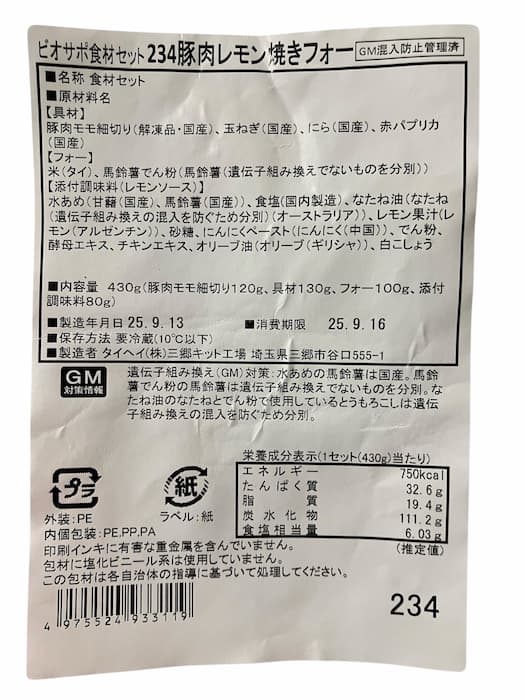 ビオサポ食材セット 234豚肉レモン焼きフォー GM混入防止管理済
■名称 食材セット
■原材料名
【具材】
豚肉モモ細切り(解凍品・国産)、玉ねぎ(国産)、にら(国産)、赤パプリカ
(国産)
【フォー】
米(タイ)、馬鈴薯でん粉(馬鈴薯(遺伝子組み換えでないものを分別))
【添付調味料(レモンソース)】
水あめ(甘藷(国産)、馬鈴薯(国産))、食塩(国内製造)、なたね油(なたね
(遺伝子組み換えの混入を防ぐため分別)(オーストラリア))、レモン果汁(レ
モン(アルゼンチン))、砂糖、にんにくペースト(にんにく(中国))、でん粉、
酵母エキス、チキンエキス、オリーブ油(オリーブ(ギリシャ))、白こしょう
■内容量 430g(豚肉モモ細切り120g、具材130g、フォー100g、添付
調味料80g)
■製造年月日 25.9.13 ■消費期限 25.9.16
■保存方法 要冷蔵(10℃以下)
■製造者 タイヘイ(株)三郷キット工場 埼玉県三郷市谷口555-1
GM
対策情報
遺伝子組み換え(GM)対策:水あめの馬鈴薯は国産。馬鈴
薯でん粉の馬鈴薯は遺伝子組み換えでないものを分別。な
たね油のなたねとでん粉で使用しているとうもろこしは遺伝
子組み換えの混入を防ぐため分別。
プラ
外装:PE
内個包装:PE,PP,PA
紙
ラベル:紙
栄養成分表示(1セット(430g)当たり)
エネルギー 750kcal
たんぱく質 32.6g
脂質 19.4g
炭水化物 111.2g
食塩相当量 6.03g
(推定値)
印刷インキに有害な重金属を含んでいません。
包材に塩化ビニール系は使用していません。
この包材は各自治体の指導に基づいて処理してください。
4 975524 933119
234